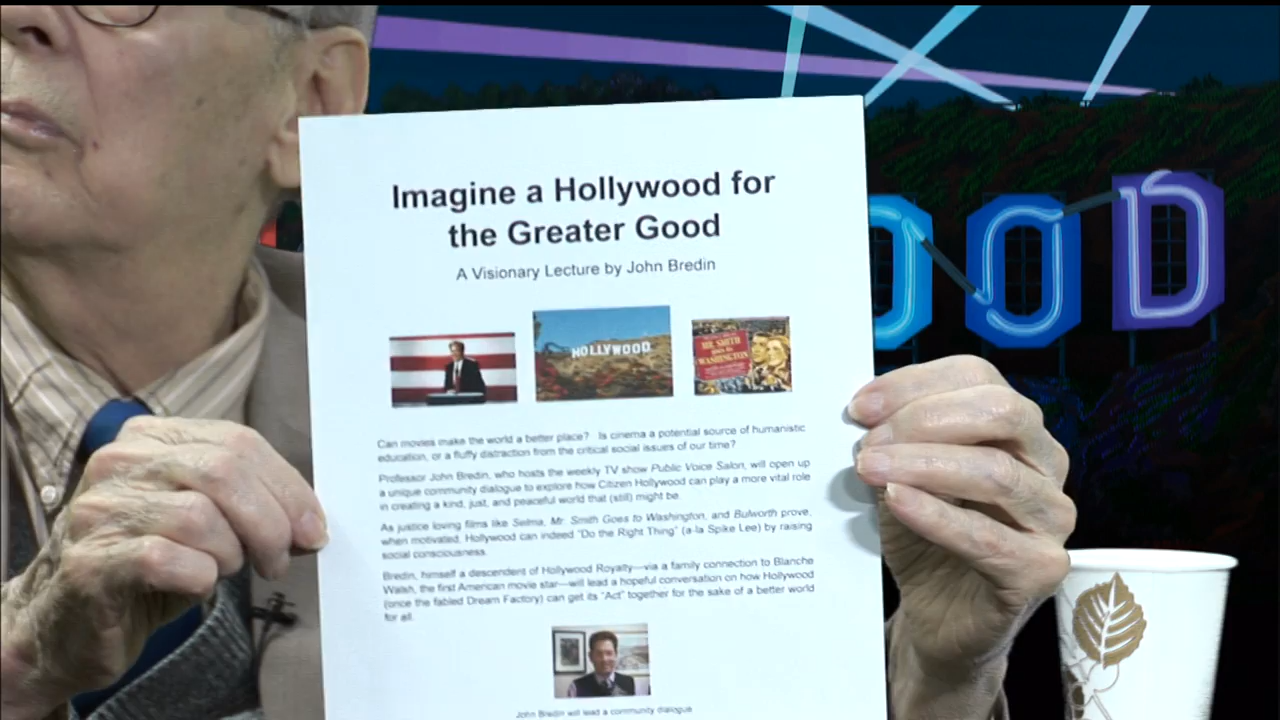 Imagine a Hollywood for
the Greater Good
A Visionary Lecture by John Bredin
HOLLYWOOD
MR. SMITH
goes to
WASHINGTON
OOD
Can movies make the world a better place? Is cinema a potential source of humanistic
education, or a fluffy distraction from the critical social issues of our time?
Professor John Bredin, who hosts the weekly TV show Public Voice Salon, will open up
a unique community dialogue to explore how Citizen Hollywood can play a more vital role
in creating a kind, just, and peaceful world that (still) might be.
As justice loving films like Selma, Mr. Smith Goes to Washington, and Bulworth prove,
when motivated, Hollywood can indeed "Do the Right Thing" (a-la Spike Lee) by raising
social consciousness.
Bredin, himself a descendent of Hollywood Royalty—via a family connection to Blanche
Walsh, the first American movie star—will lead a hopeful conversation on how Hollywood
(once the fabled Dream Factory) can get its "Act" together for the sake of a better world
for all.
John Bredin will lead a community dialogue